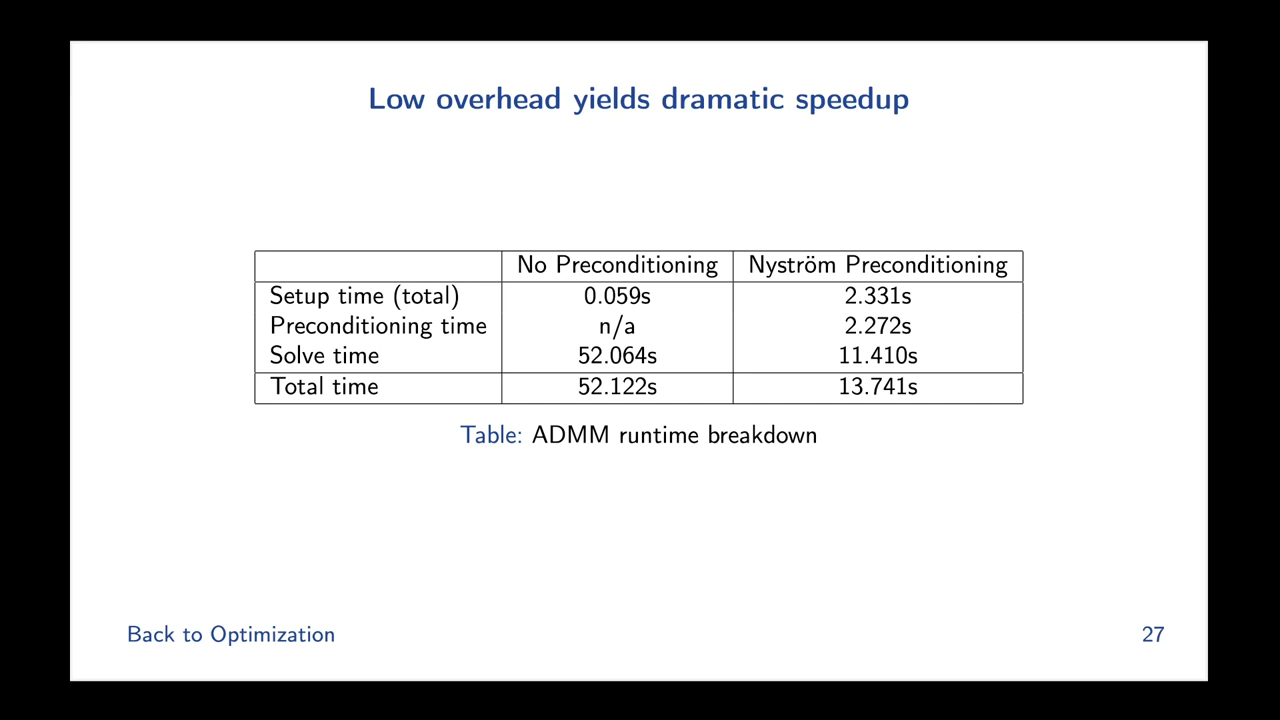 Low overhead yields dramatic speedup
No Preconditioning Nyström Preconditioning
Setup time (total) 0.059s 2.331s
Preconditioning time n/a 2.272s
Solve time 52.064s 11.410s
Total time 52.122s 13.741s
Table: ADMM runtime breakdown
Back to Optimization 27